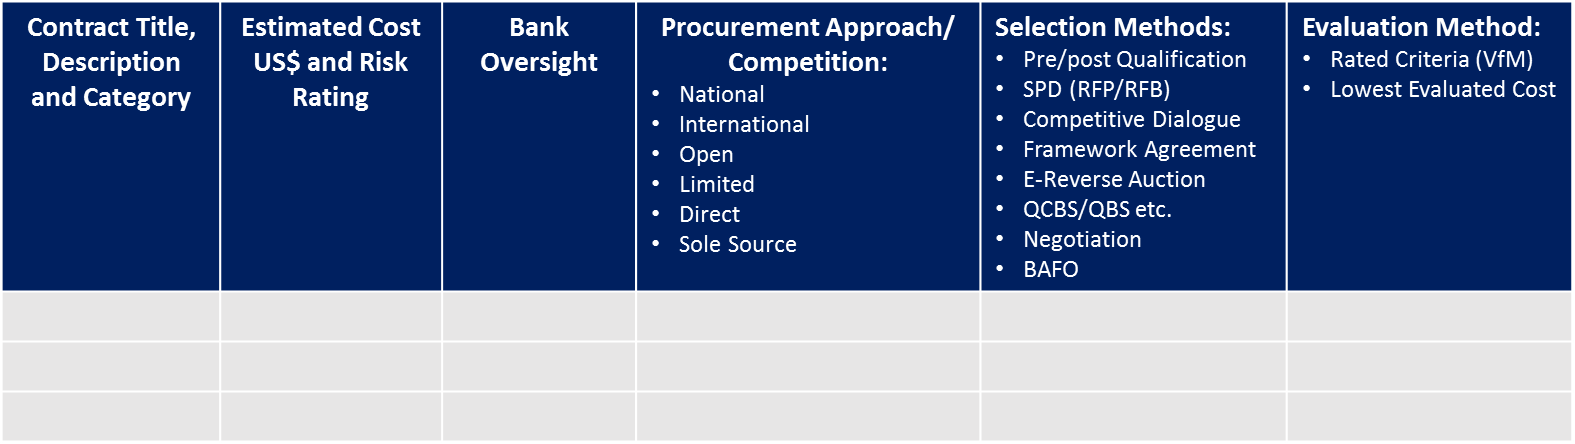 Contract Title,
Description
and Category
Estimated Cost
US$ and Risk
Rating
Bank
Oversight
Procurement Approach/
Competition:
• National
• International
• Open
• Limited
• Direct
• Sole Source
Selection Methods:
• Pre/post Qualification
• SPD (RFP/RFB)
• Competitive Dialogue
• Framework Agreement
• E-Reverse Auction
• QCBS/QBS etc.
• Negotiation
• BAFO
Evaluation Method:
• Rated Criteria (VfM)
• Lowest Evaluated Cost